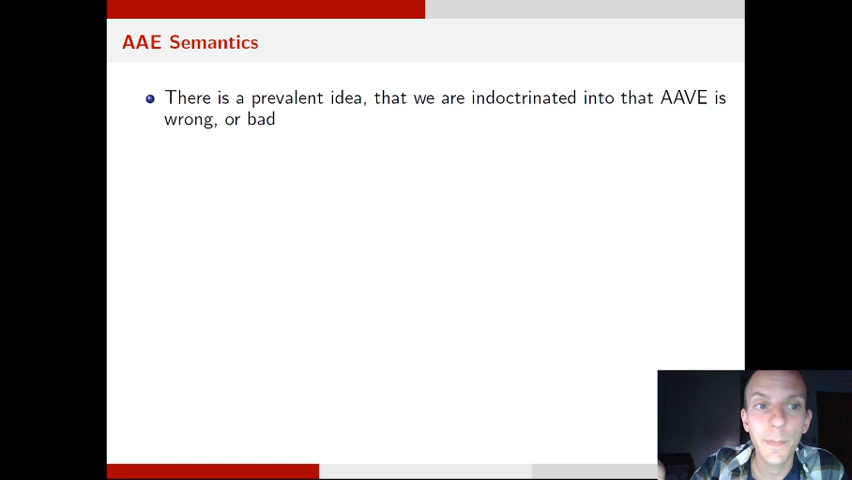 AAE Semantics
There is a prevalent idea, that we are indoctrinated into that AAVE is
wrong, or bad